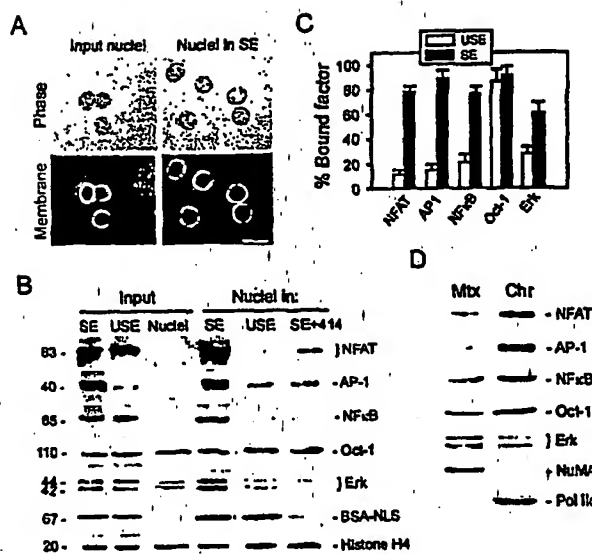 A
Input nuclei
Nuclei in SE
Phase
Membrane
C
USE
SE
% Bound factor
100
80
60
40
20
0
NFAT
AP1
NFκB
Oct-1
Erk
B
Input
Nuclei in:
SE USE Nuclei SE USE SE+414
83 - } NFAT
40 - - AP-1
65 - - NFκB
110 - - Oct-1
44 -
42 - } Erk
67 - - BSA-NLS
20 - - Histone H4
D
Mtx Chr
- NFAT
- AP-1
- NFκB
- Oct-1
} Erk
NuMA